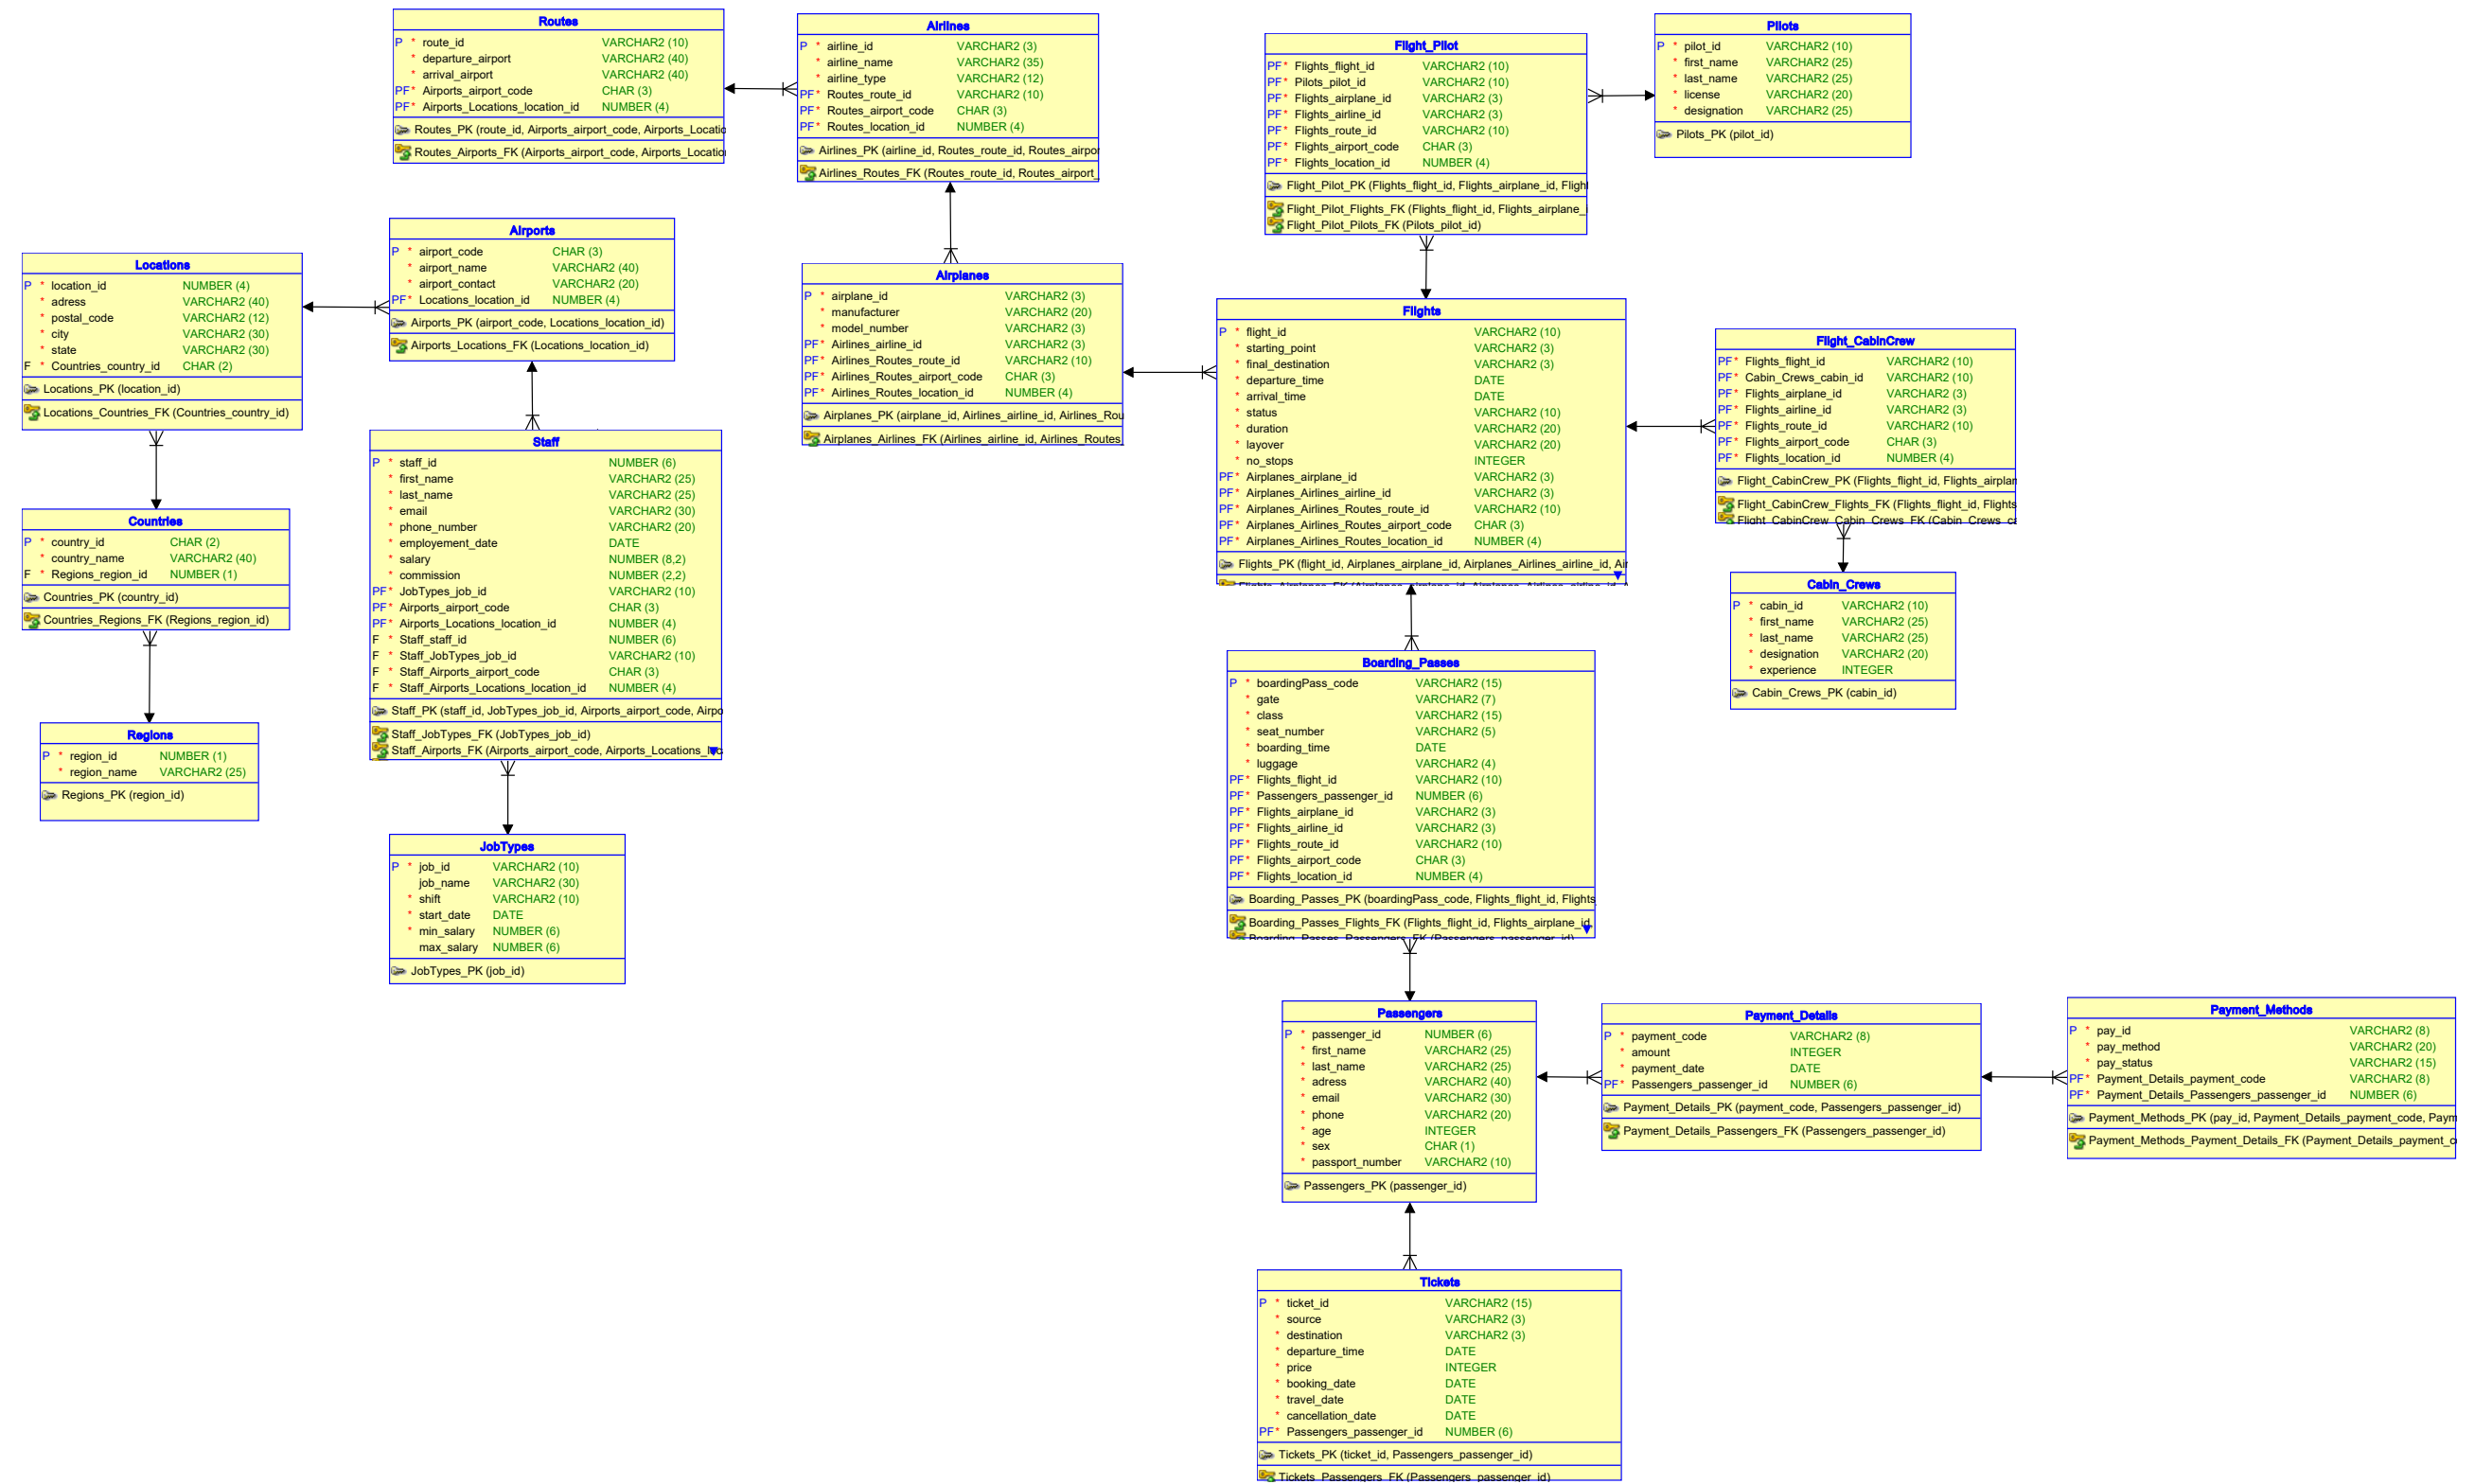 Routes
P * route_id VARCHAR2 (10)
* departure_airport VARCHAR2 (40)
* arrival_airport VARCHAR2 (40)
PF* Airports_airport_code CHAR (3)
PF* Airports_Locations_location_id NUMBER (4)
Routes_PK (route_id, Airports_airport_code, Airports_Locatio
Routes_Airports_FK (Airports_airport_code, Airports_Locatio
Airlines
P * airline_id VARCHAR2 (3)
* airline_name VARCHAR2 (35)
* airline_type VARCHAR2 (12)
PF* Routes_route_id VARCHAR2 (10)
PF* Routes_airport_code CHAR (3)
PF* Routes_location_id NUMBER (4)
Airlines_PK (airline_id, Routes_route_id, Routes_airpor
Airlines_Routes_FK (Routes_route_id, Routes_airport_
Flight_Pilot
PF* Flights_flight_id VARCHAR2 (10)
PF* Pilots_pilot_id VARCHAR2 (10)
PF* Flights_airplane_id VARCHAR2 (3)
PF* Flights_airline_id VARCHAR2 (3)
PF* Flights_route_id VARCHAR2 (10)
PF* Flights_airport_code CHAR (3)
PF* Flights_location_id NUMBER (4)
Flight_Pilot_PK (Flights_flight_id, Flights_airplane_id, Fligh
Flight_Pilot_Flights_FK (Flights_flight_id, Flights_airplane_i
Flight_Pilot_Pilots_FK (Pilots_pilot_id)
Pilots
P * pilot_id VARCHAR2 (10)
* first_name VARCHAR2 (25)
* last_name VARCHAR2 (25)
* license VARCHAR2 (20)
* designation VARCHAR2 (25)
Pilots_PK (pilot_id)
Locations
P * location_id NUMBER (4)
* adress VARCHAR2 (40)
* postal_code VARCHAR2 (12)
* city VARCHAR2 (30)
* state VARCHAR2 (30)
F * Countries_country_id CHAR (2)
Locations_PK (location_id)
Locations_Countries_FK (Countries_country_id)
Airports
P * airport_code CHAR (3)
* airport_name VARCHAR2 (40)
* airport_contact VARCHAR2 (20)
PF* Locations_location_id NUMBER (4)
Airports_PK (airport_code, Locations_location_id)
Airports_Locations_FK (Locations_location_id)
Airplanes
P * airplane_id VARCHAR2 (3)
* manufacturer VARCHAR2 (20)
* model_number VARCHAR2 (3)
PF* Airlines_airline_id VARCHAR2 (3)
PF* Airlines_Routes_route_id VARCHAR2 (10)
PF* Airlines_Routes_airport_code CHAR (3)
PF* Airlines_Routes_location_id NUMBER (4)
Airplanes_PK (airplane_id, Airlines_airline_id, Airlines_Rou
Airplanes_Airlines_FK (Airlines_airline_id, Airlines_Routes_
Flights
P * flight_id VARCHAR2 (10)
* starting_point VARCHAR2 (3)
* final_destination VARCHAR2 (3)
* departure_time DATE
* arrival_time DATE
* status VARCHAR2 (10)
* duration VARCHAR2 (20)
* layover VARCHAR2 (20)
* no_stops INTEGER
PF* Airplanes_airplane_id VARCHAR2 (3)
PF* Airplanes_Airlines_airline_id VARCHAR2 (3)
PF* Airplanes_Airlines_Routes_route_id VARCHAR2 (10)
PF* Airplanes_Airlines_Routes_airport_code CHAR (3)
PF* Airplanes_Airlines_Routes_location_id NUMBER (4)
Flights_PK (flight_id, Airplanes_airplane_id, Airplanes_Airlines_airline_id, Air
Flight_CabinCrew
PF* Flights_flight_id VARCHAR2 (10)
PF* Cabin_Crews_cabin_id VARCHAR2 (10)
PF* Flights_airplane_id VARCHAR2 (3)
PF* Flights_airline_id VARCHAR2 (3)
PF* Flights_route_id VARCHAR2 (10)
PF* Flights_airport_code CHAR (3)
PF* Flights_location_id NUMBER (4)
Flight_CabinCrew_PK (Flights_flight_id, Flights_airplan
Flight_CabinCrew_Flights_FK (Flights_flight_id, Flights
Flight_CabinCrew_Cabin_Crews_FK (Cabin_Crews_ca
Countries
P * country_id CHAR (2)
* country_name VARCHAR2 (40)
F * Regions_region_id NUMBER (1)
Countries_PK (country_id)
Countries_Regions_FK (Regions_region_id)
Staff
P * staff_id NUMBER (6)
* first_name VARCHAR2 (25)
* last_name VARCHAR2 (25)
* email VARCHAR2 (30)
* phone_number VARCHAR2 (20)
* employement_date DATE
* salary NUMBER (8,2)
* commission NUMBER (2,2)
PF* JobTypes_job_id VARCHAR2 (10)
PF* Airports_airport_code CHAR (3)
PF* Airports_Locations_location_id NUMBER (4)
F * Staff_staff_id NUMBER (6)
F * Staff_JobTypes_job_id VARCHAR2 (10)
F * Staff_Airports_airport_code CHAR (3)
F * Staff_Airports_Locations_location_id NUMBER (4)
Staff_PK (staff_id, JobTypes_job_id, Airports_airport_code, Airpo
Staff_JobTypes_FK (JobTypes_job_id)
Staff_Airports_FK (Airports_airport_code, Airports_Locations_loc
Cabin_Crews
P * cabin_id VARCHAR2 (10)
* first_name VARCHAR2 (25)
* last_name VARCHAR2 (25)
* designation VARCHAR2 (20)
* experience INTEGER
Cabin_Crews_PK (cabin_id)
Regions
P * region_id NUMBER (1)
* region_name VARCHAR2 (25)
Regions_PK (region_id)
Boarding_Passes
P * boardingPass_code VARCHAR2 (15)
* gate VARCHAR2 (7)
* class VARCHAR2 (15)
* seat_number VARCHAR2 (5)
* boarding_time DATE
* luggage VARCHAR2 (4)
PF* Flights_flight_id VARCHAR2 (10)
PF* Passengers_passenger_id NUMBER (6)
PF* Flights_airplane_id VARCHAR2 (3)
PF* Flights_airline_id VARCHAR2 (3)
PF* Flights_route_id VARCHAR2 (10)
PF* Flights_airport_code CHAR (3)
PF* Flights_location_id NUMBER (4)
Boarding_Passes_PK (boardingPass_code, Flights_flight_id, Flights
Boarding_Passes_Flights_FK (Flights_flight_id, Flights_airplane_id
Boarding_Passes_Passengers_FK (Passengers_passenger_id)
JobTypes
P * job_id VARCHAR2 (10)
job_name VARCHAR2 (30)
* shift VARCHAR2 (10)
* start_date DATE
* min_salary NUMBER (6)
max_salary NUMBER (6)
JobTypes_PK (job_id)
Passengers
P * passenger_id NUMBER (6)
* first_name VARCHAR2 (25)
* last_name VARCHAR2 (25)
* adress VARCHAR2 (40)
* email VARCHAR2 (30)
* phone VARCHAR2 (20)
* age INTEGER
* sex CHAR (1)
* passport_number VARCHAR2 (10)
Passengers_PK (passenger_id)
Payment_Details
P * payment_code VARCHAR2 (8)
* amount INTEGER
* payment_date DATE
PF* Passengers_passenger_id NUMBER (6)
Payment_Details_PK (payment_code, Passengers_passenger_id)
Payment_Details_Passengers_FK (Passengers_passenger_id)
Payment_Methods
P * pay_id VARCHAR2 (8)
* pay_method VARCHAR2 (20)
* pay_status VARCHAR2 (15)
PF* Payment_Details_payment_code VARCHAR2 (8)
PF* Payment_Details_Passengers_passenger_id NUMBER (6)
Payment_Methods_PK (pay_id, Payment_Details_payment_code, Paym
Payment_Methods_Payment_Details_FK (Payment_Details_payment_c
Tickets
P * ticket_id VARCHAR2 (15)
* source VARCHAR2 (3)
* destination VARCHAR2 (3)
* departure_time DATE
* price INTEGER
* booking_date DATE
* travel_date DATE
* cancellation_date DATE
PF* Passengers_passenger_id NUMBER (6)
Tickets_PK (ticket_id, Passengers_passenger_id)
Tickets_Passengers_FK (Passengers_passenger_id)